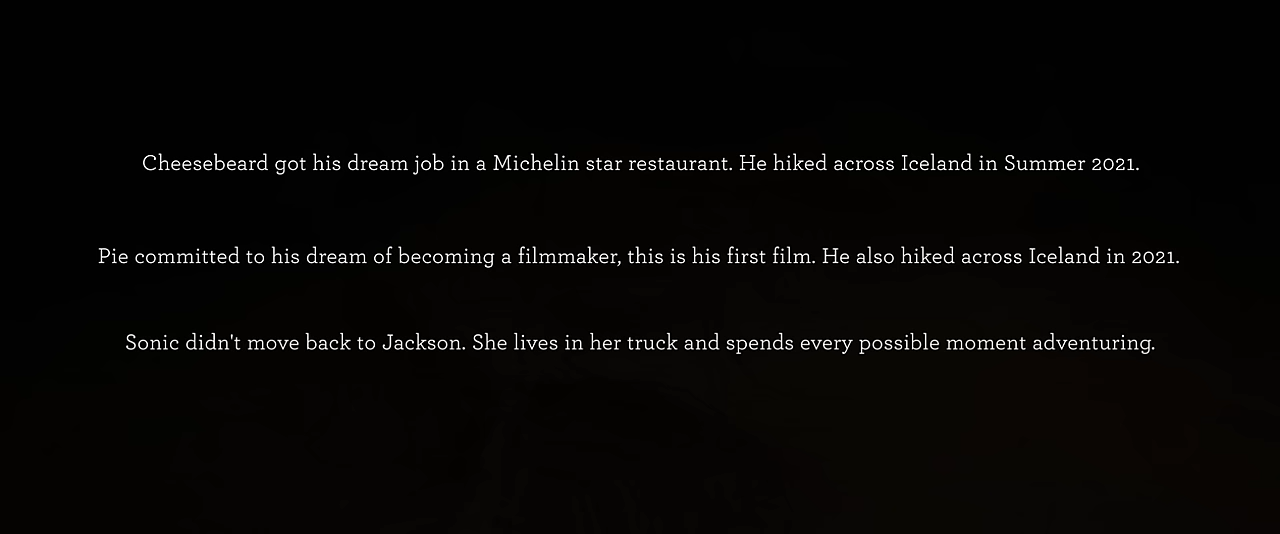 Cheesebeard got his dream job in a Michelin star restaurant. He hiked across Iceland in Summer 2021.
Pie committed to his dream of becoming a filmmaker, this is his first film. He also hiked across Iceland in 2021.
Sonic didn't move back to Jackson. She lives in her truck and spends every possible moment adventuring.